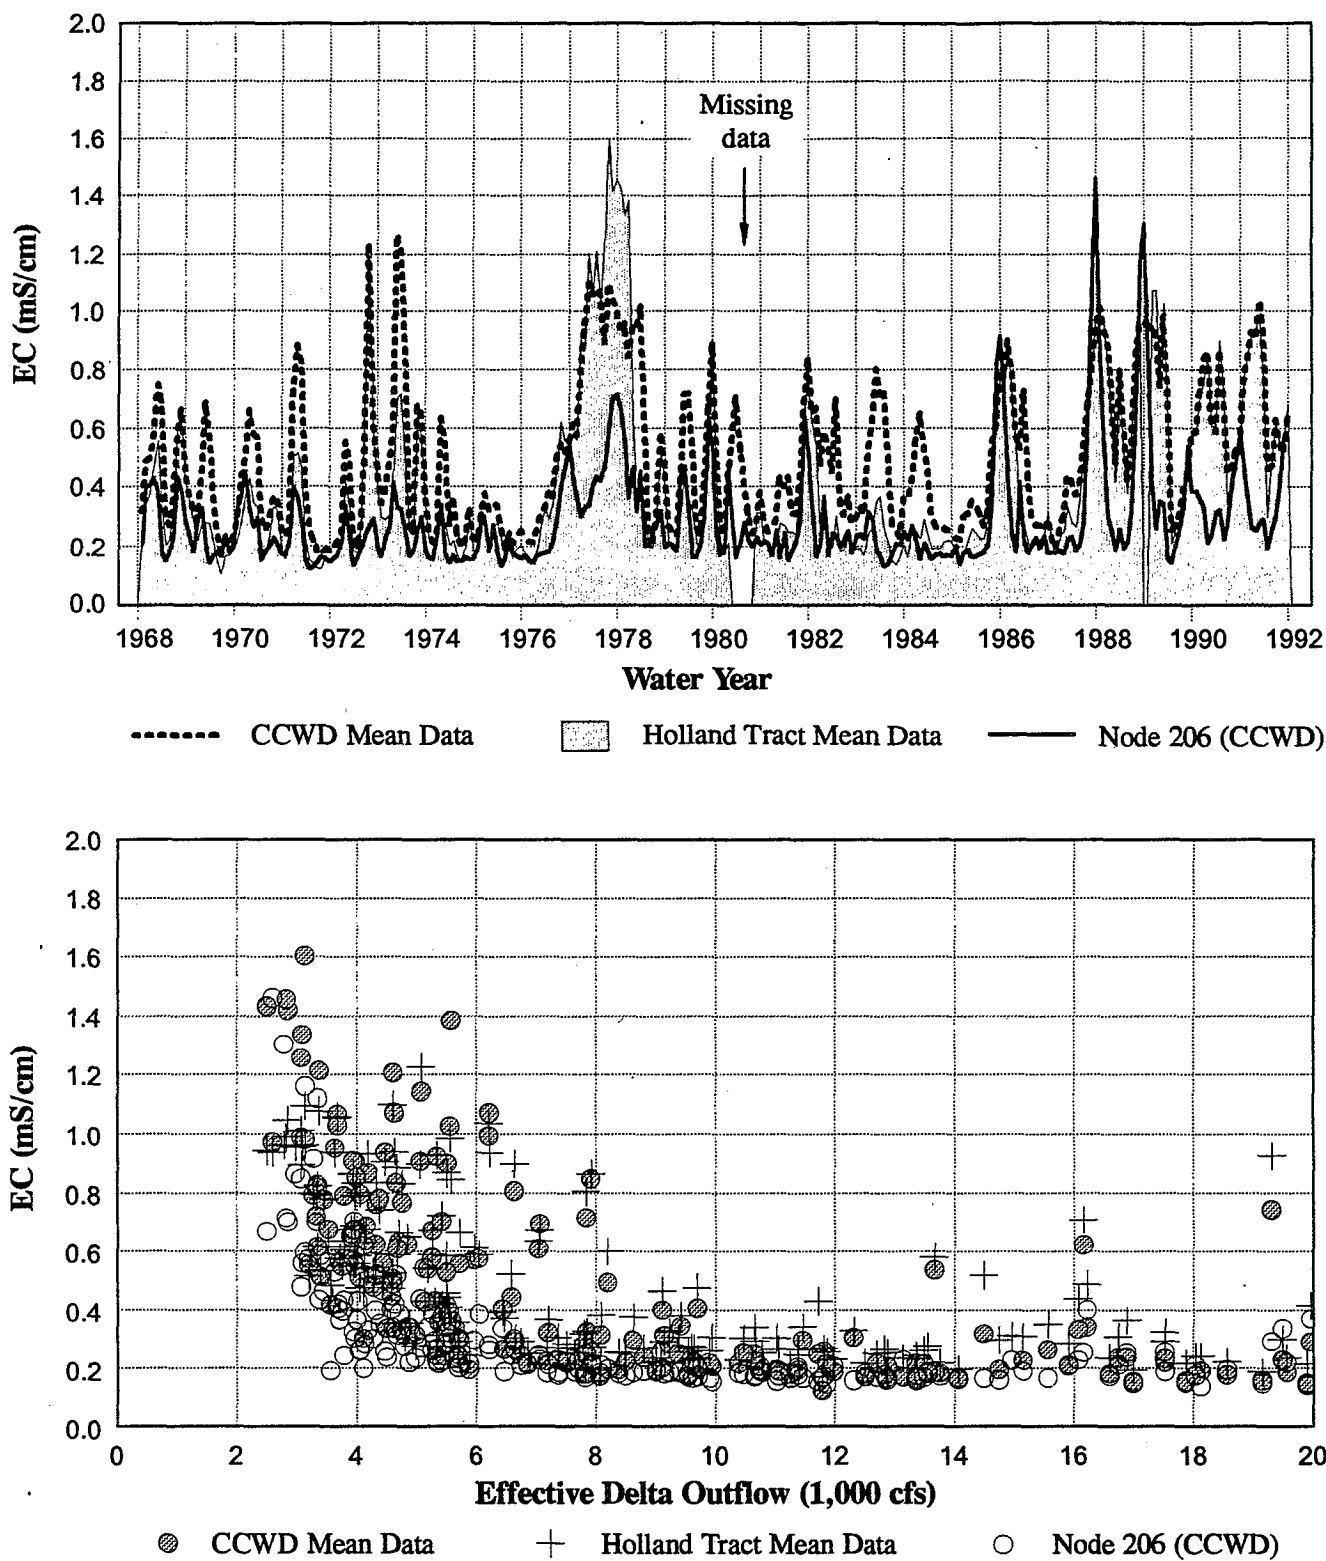 2.0
1.8
1.6
1.4
1.2
1.0
0.8
0.6
0.4
0.2
0.0
EC (mS/cm)
Missing
data
1968 1970 1972 1974 1976 1978 1980 1982 1984 1986 1988 1990 1992
Water Year
CCWD Mean Data Holland Tract Mean Data Node 206 (CCWD)
2.0
1.8
1.6
1.4
1.2
1.0
0.8
0.6
0.4
0.2
0.0
EC (mS/cm)
0 2 4 6 8 10 12 14 16 18 20
Effective Delta Outflow (1,000 cfs)
CCWD Mean Data Holland Tract Mean Data Node 206 (CCWD)